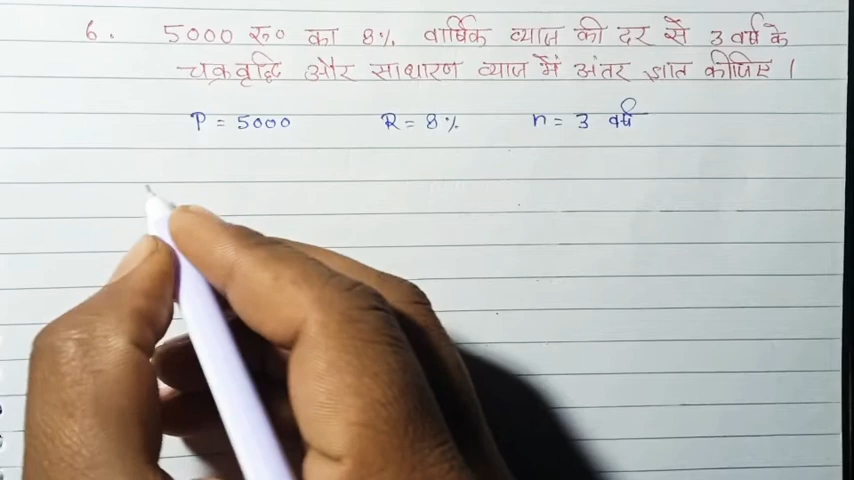 6. 5000 रु० का 8% वार्षिक ब्याज की दर से 3 वर्ष के
चक्रवृद्धि और साधारण ब्याज में अंतर ज्ञात कीजिए ।
P = 5000 R = 8% n = 3 वर्ष